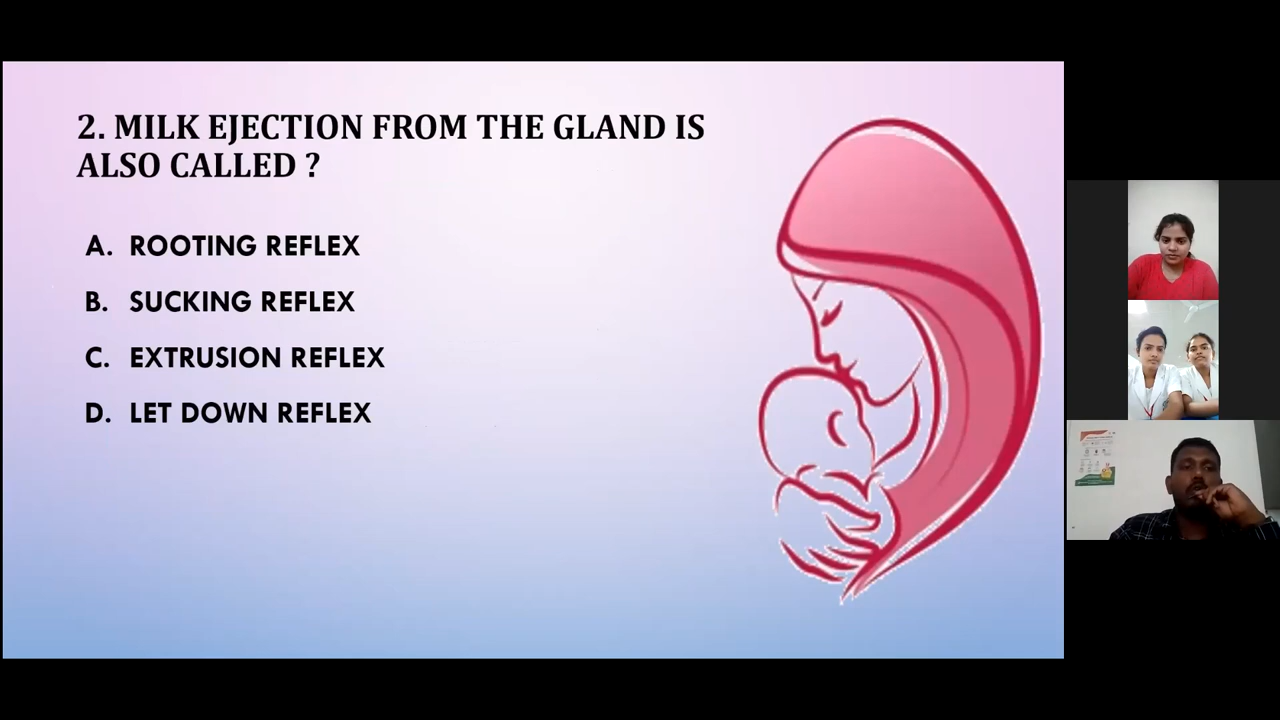 2. MILK EJECTION FROM THE GLAND IS
ALSO CALLED ?
A. ROOTING REFLEX
B. SUCKING REFLEX
C. EXTRUSION REFLEX
D. LET DOWN REFLEX